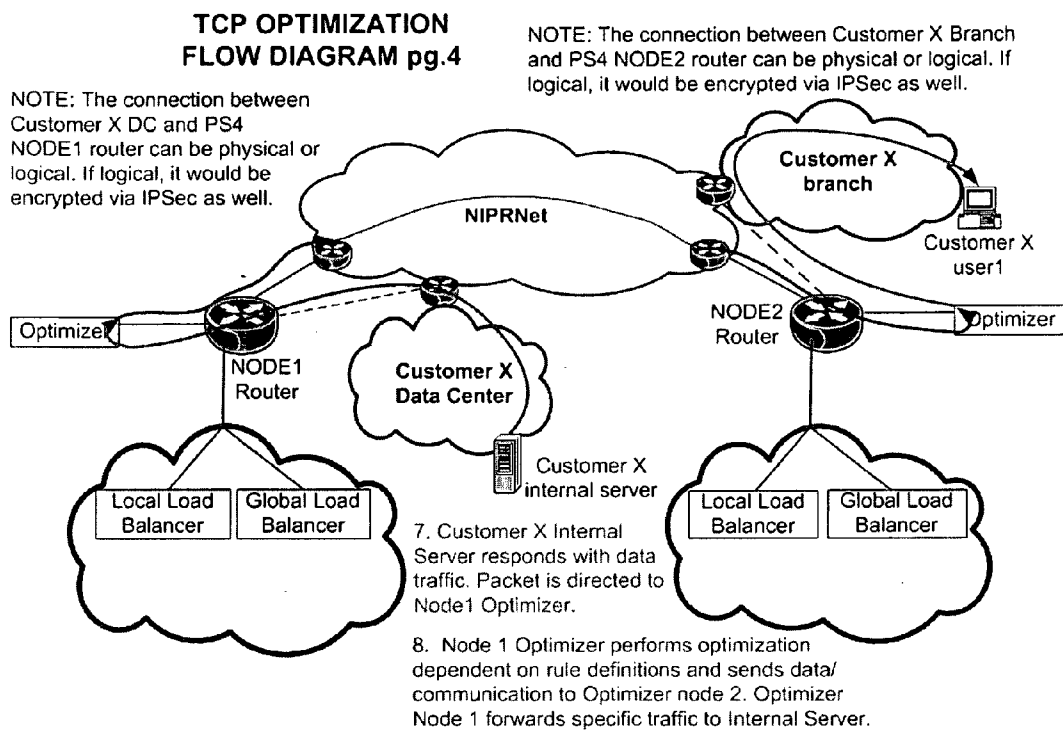 TCP OPTIMIZATION
FLOW DIAGRAM pg.4
NOTE: The connection between Customer X Branch
and PS4 NODE2 router can be physical or logical. If
logical, it would be encrypted via IPSec as well.
NOTE: The connection between
Customer X DC and PS4
NODE1 router can be physical or
logical. If logical, it would be
encrypted via IPSec as well.
Customer X
branch
NIPRNet
Customer X
user1
Optimizer
NODE1
Router
Customer X
Data Center
NODE2
Router
Optimizer
Customer X
internal server
Local Load
Balancer
Global Load
Balancer
Local Load
Balancer
Global Load
Balancer
7. Customer X Internal
Server responds with data
traffic. Packet is directed to
Node1 Optimizer.
8. Node 1 Optimizer performs optimization
dependent on rule definitions and sends data/
communication to Optimizer node 2. Optimizer
Node 1 forwards specific traffic to Internal Server.